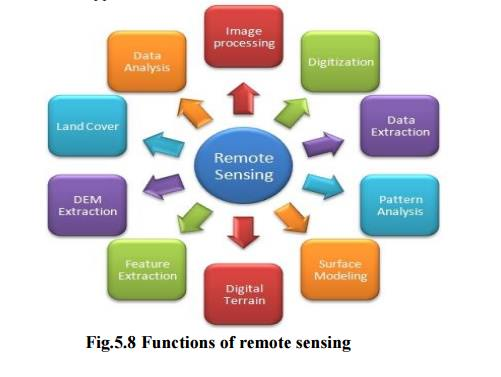 Image
processing
Digitization
Data
Extraction
Pattern
Analysis
Surface
Modeling
Digital
Terrain
Feature
Extraction
DEM
Extraction
Land Cover
Data
Analysis
Remote
Sensing
Fig.5.8 Functions of remote sensing